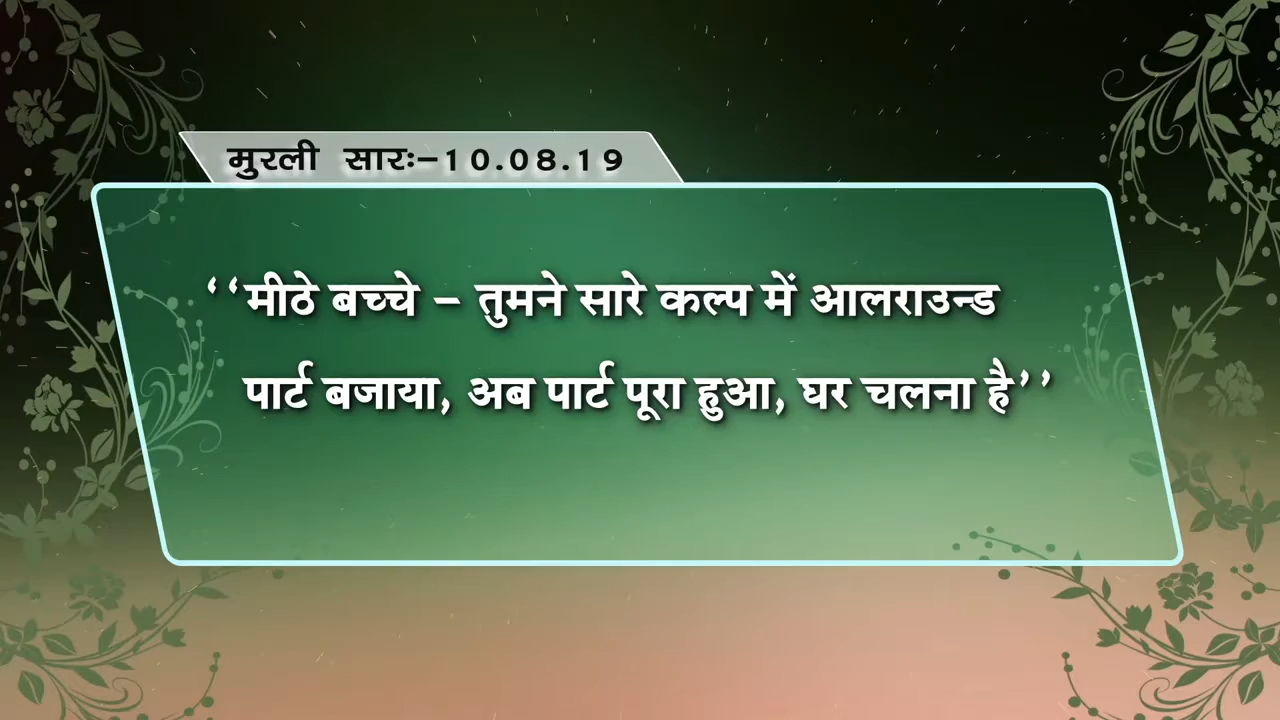 मुरली सारः-10.08.19
‘‘मीठे बच्चे - तुमने सारे कल्प में आलराउन्ड
पार्ट बजाया, अब पार्ट पूरा हुआ, घर चलना है’’